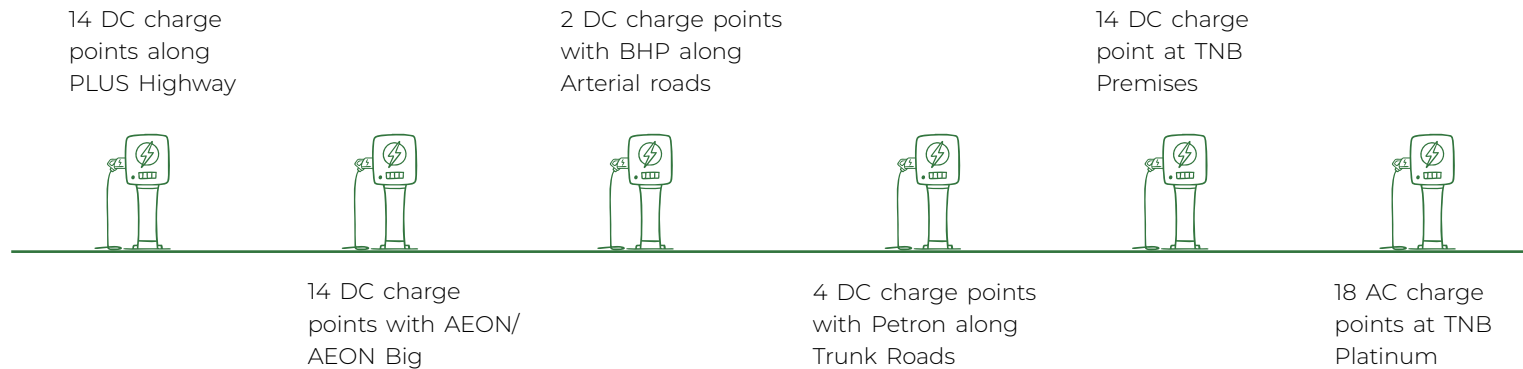 14 DC charge
points along
PLUS Highway
14 DC charge
points with AEON/
AEON Big
2 DC charge points
with BHP along
Arterial roads
4 DC charge points
with Petron along
Trunk Roads
14 DC charge
point at TNB
Premises
18 AC charge
points at TNB
Platinum